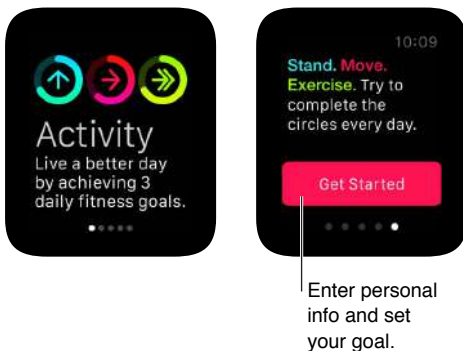 Activity
Live a better day
by achieving 3
daily fitness goals.
10:09
Stand. Move.
Exercise. Try to
complete the
circles every day.
Get Started
Enter personal
info and set
your goal.